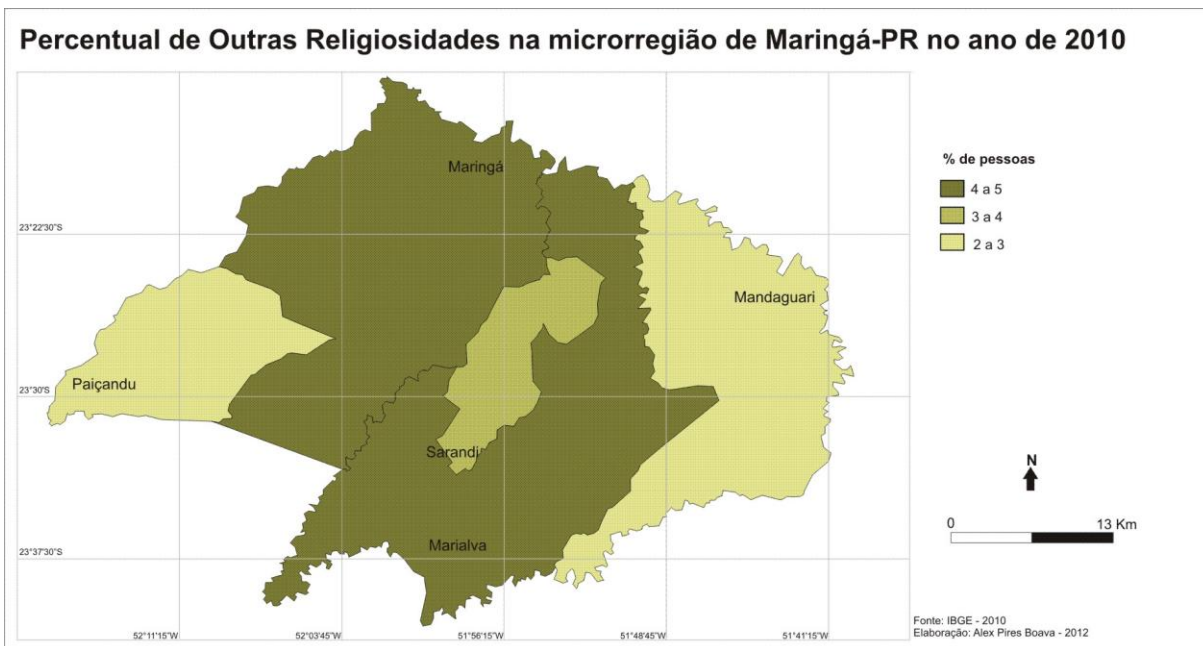 Percentual de Outras Religiosidades na microrregião de Maringá-PR no ano de 2010
Maringá
Mandaguari
Paiçandu
Sarandi
Marialva
23°22'30"S
23°30'S
23°37'30"S
52°11'15"W
52°03'45"W
51°56'15"W
51°48'45"W
51°41'15"W
% de pessoas
4 a 5
3 a 4
2 a 3
N
0 13 Km
Fonte: IBGE - 2010
Elaboração: Alex Pires Boava - 2012